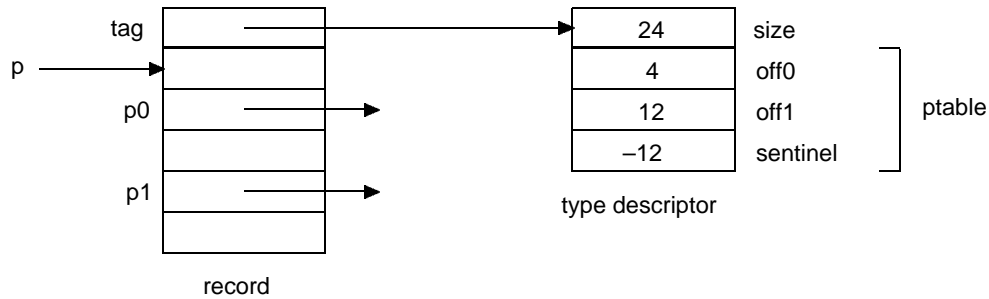 tag
24
size
p
4
off0
p0
12
off1
ptable
–12
sentinel
p1
type descriptor
record